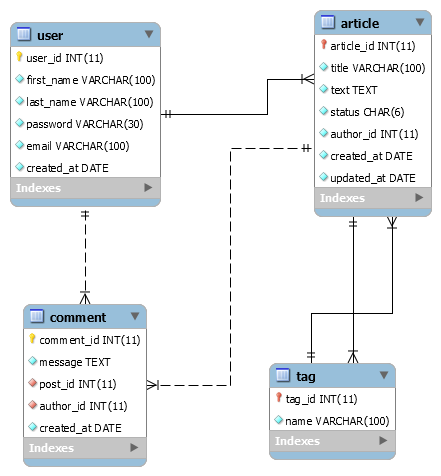 user
user_id INT(11)
first_name VARCHAR(100)
last_name VARCHAR(100)
password VARCHAR(30)
email VARCHAR(100)
created_at DATE
Indexes
article
article_id INT(11)
title VARCHAR(100)
text TEXT
status CHAR(6)
author_id INT(11)
created_at DATE
updated_at DATE
Indexes
comment
comment_id INT(11)
message TEXT
post_id INT(11)
author_id INT(11)
created_at DATE
Indexes
tag
tag_id INT(11)
name VARCHAR(100)
Indexes